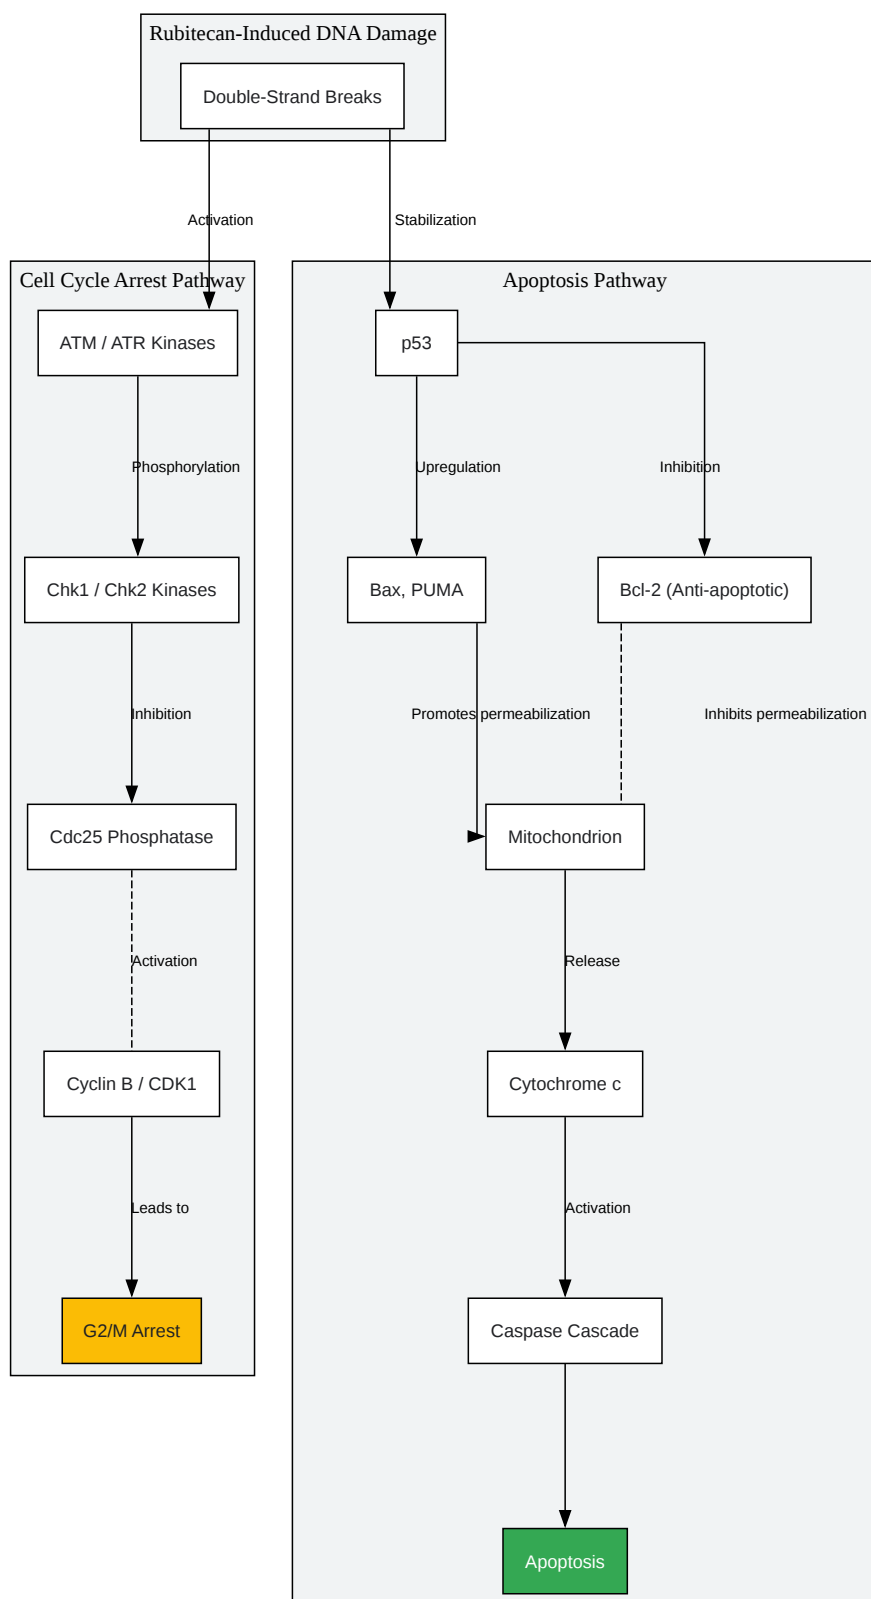 Rubitecan-Induced DNA Damage
Double-Strand Breaks
Activation
Stabilization
Cell Cycle Arrest Pathway
Apoptosis Pathway
ATM / ATR Kinases
p53
Phosphorylation
Upregulation
Inhibition
Chk1 / Chk2 Kinases
Bax, PUMA
Bcl-2 (Anti-apoptotic)
Inhibition
Promotes permeabilization
Inhibits permeabilization
Cdc25 Phosphatase
Mitochondrion
Activation
Release
Cyclin B / CDK1
Cytochrome c
Leads to
Activation
G2/M Arrest
Caspase Cascade
Apoptosis